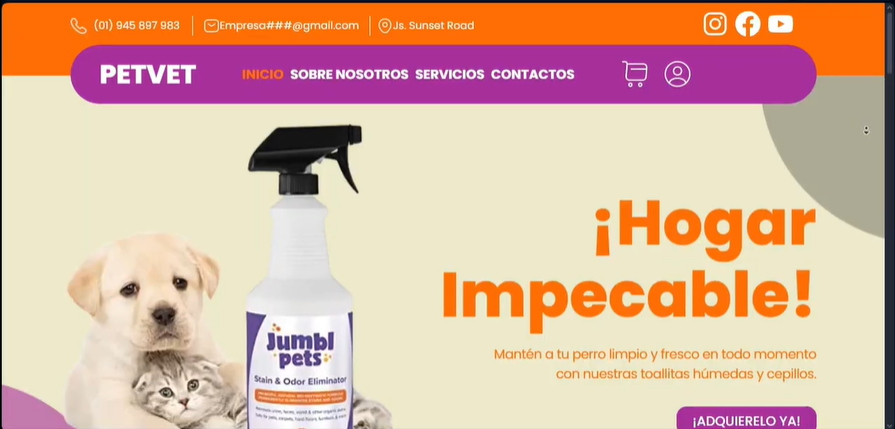 (01) 945 897 983
Empresa###@gmail.com
Js. Sunset Road
PETVET
INICIO SOBRE NOSOTROS SERVICIOS CONTACTOS
¡Hogar
Impecable!
Mantén a tu perro limpio y fresco en todo momento
con nuestras toallitas húmedas y cepillos.
¡ADQUIERELO YA!
Jumbl
pets
Stain & Odor Eliminator